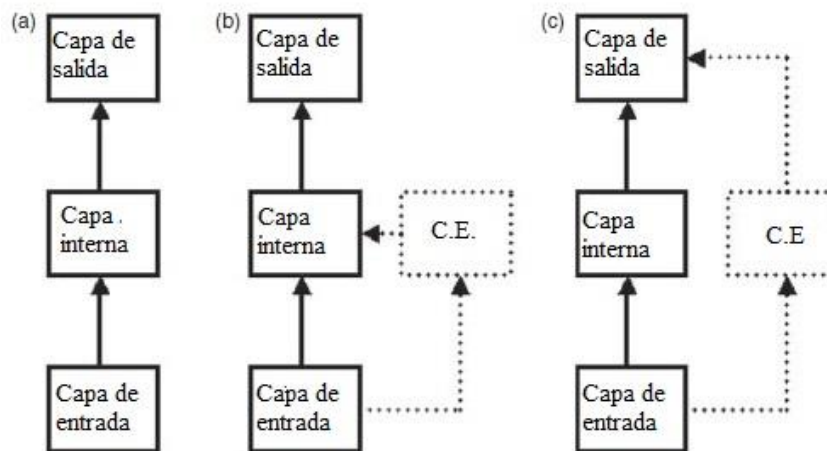 (a)
Capa de
salida
Capa .
interna
Capa de
entrada
(b)
Capa de
salida
Capa
interna
C.E.
Capa de
entrada
(c)
Capa de
salida
Capa
interna
C.E
Capa de
entrada